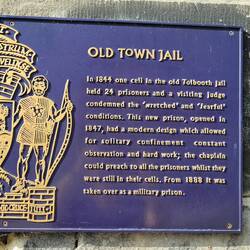 OLD TOWN JAIL
In 1844 one cell in the old Tolbooth jail
held 24 prisoners and a visiting judge
condemned the "wretched" and "fearful"
conditions. This new prison, opened in
1847, had a modern design which allowed
for solitary confinement constant
observation and hard work; the chaplain
could preach to all the prisoners whilst they
were still in their cells. From 1888 it was
taken over as a military prison.